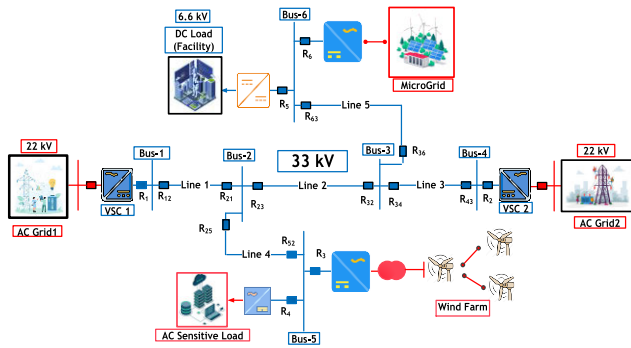 6.6 kV
Bus-6
DC Load
(Facility)
R6
MicroGrid
R5
R63
Line 5
22 kV
Bus-1
Bus-2
33 kV
Bus-3
R36
Bus-4
22 kV
Line 1
Line 2
Line 3
R1
R12
R21
R23
R32
R34
R43
R2
AC Grid1
VSC 1
VSC 2
AC Grid2
R25
Line 4
R52
R3
R4
Wind Farm
AC Sensitive Load
Bus-5